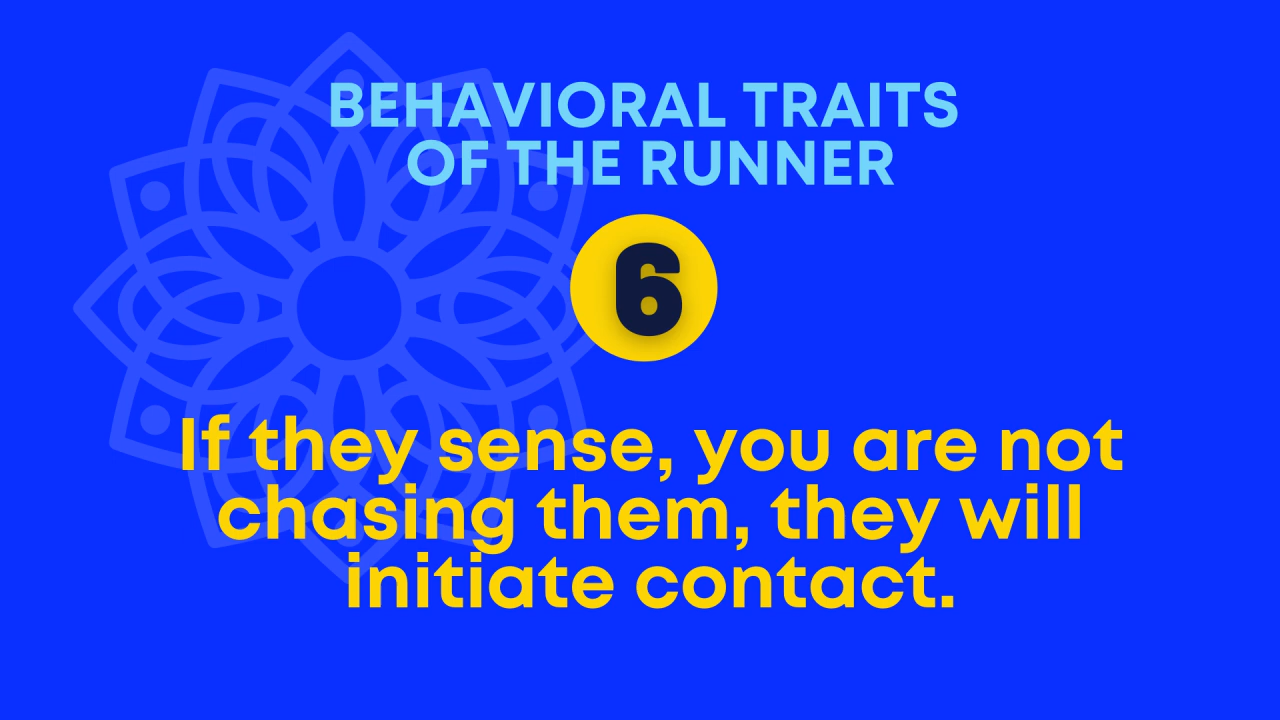 BEHAVIORAL TRAITS
OF THE RUNNER
6
If they sense, you are not
chasing them, they will
initiate contact.